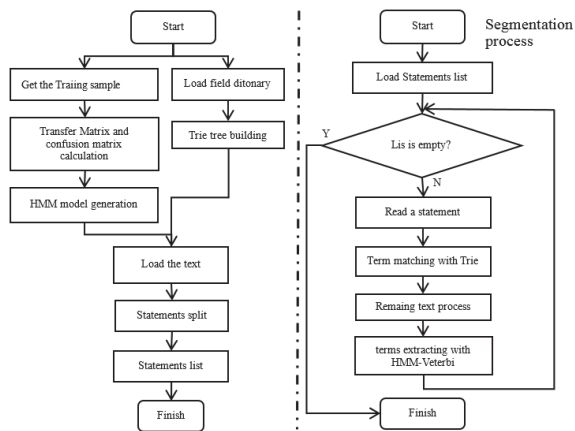 Start
Get the Traiing sample
Load field ditonary
Transfer Matrix and
confusion matrix
calculation
Trie tree building
HMM model generation
Load the text
Statements split
Statements list
Finish
Segmentation
process
Start
Load Statements list
Y
Lis is empty?
N
Read a statement
Term matching with Trie
Remaing text process
terms extracting with
HMM-Veterbi
Finish